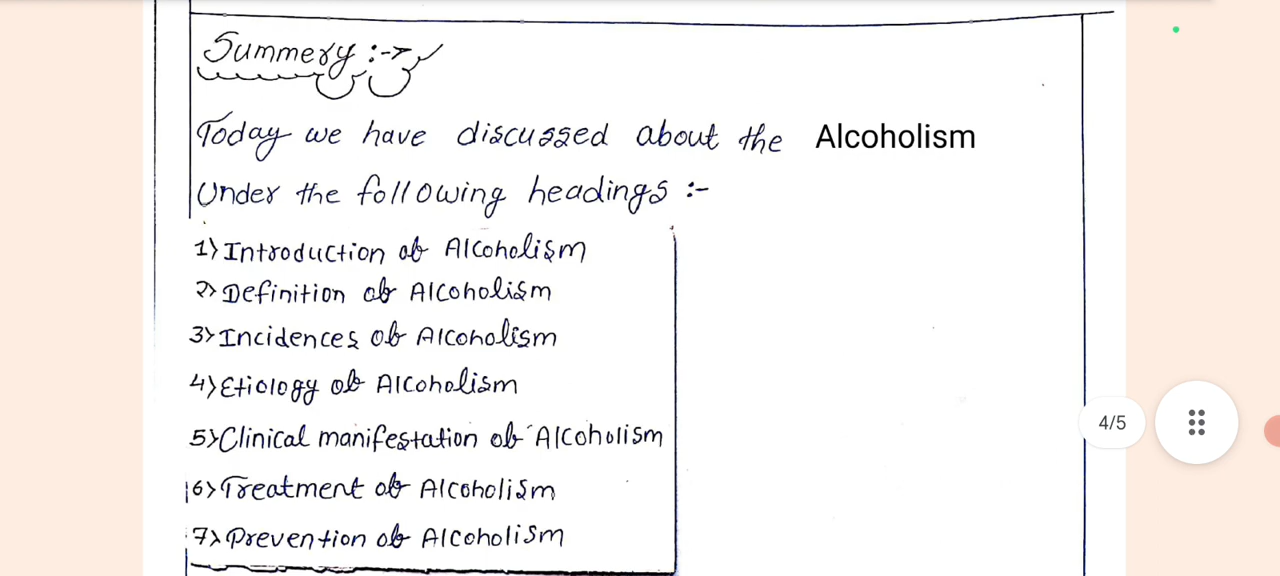 Summery :->
Today we have discussed about the Alcoholism
Under the following headings :-
1) Introduction of Alcoholism
2) Definition of Alcoholism
3) Incidences of Alcoholism
4) Etiology of Alcoholism
5) Clinical manifestation of Alcoholism
6) Treatment of Alcoholism
7) Prevention of Alcoholism
4/5